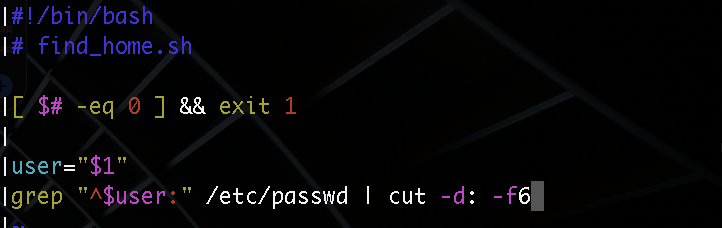 #!/bin/bash
# find_home.sh
[ $# -eq 0 ] && exit 1
user="$1"
grep "^$user:" /etc/passwd | cut -d: -f6